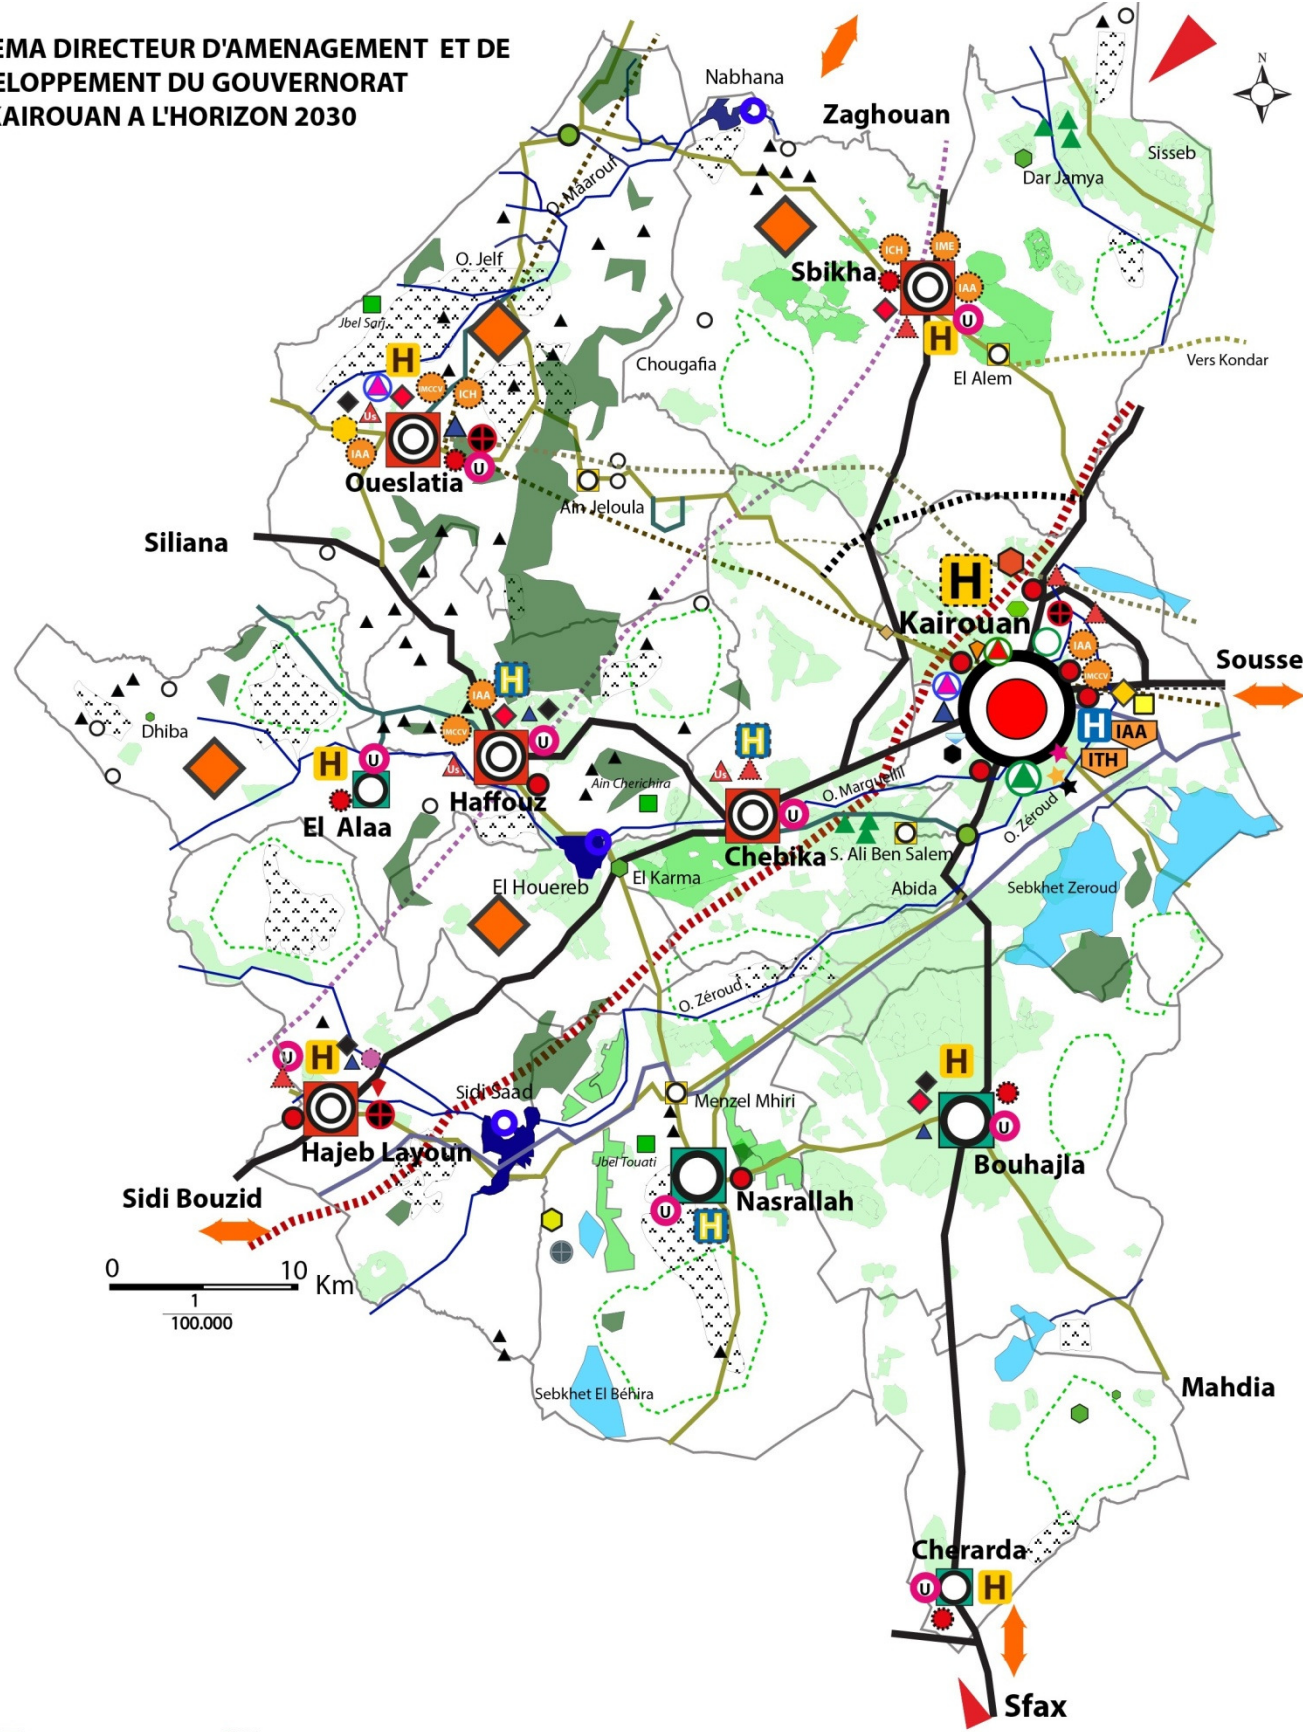 EMA DIRECTEUR D'AMENAGEMENT ET DE
ELOPPEMENT DU GOUVERNORAT
KAIROUAN A L'HORIZON 2030
N
Nabhana
Zaghouan
Sisseb
Dar Jamya
O. Mâarouf
O. Jelf
ICH
IME
Sbikha
IAA
U
H
Jbel Sarj
Chougafia
El Alem
Vers Kondar
H
IMCCV
ICH
Us
IAA
U
Oueslatia
Ain Jeloula
Siliana
H
Kairouan
IAA
IMCCV
Sousse
H
IAA
ITH
Dhiba
IAA
H
IMCCV
U
H
U
Us
Haffouz
El Alaa
Ain Cherichira
H
Us
U
Chebika
O. Marguellil
O. Zéroud
S. Ali Ben Salem
El Houereb
El Karma
Abida
Sebkhet Zeroud
O. Zéroud
U
H
Hajeb Layoun
Sidi Saad
Menzel Mhiri
H
U
Bouhajla
Jbel Touati
Nasrallah
U
H
Sidi Bouzid
0
10
Km
1
100.000
Sebkhet El Béhira
Mahdia
Cherarda
U
H
Sfax